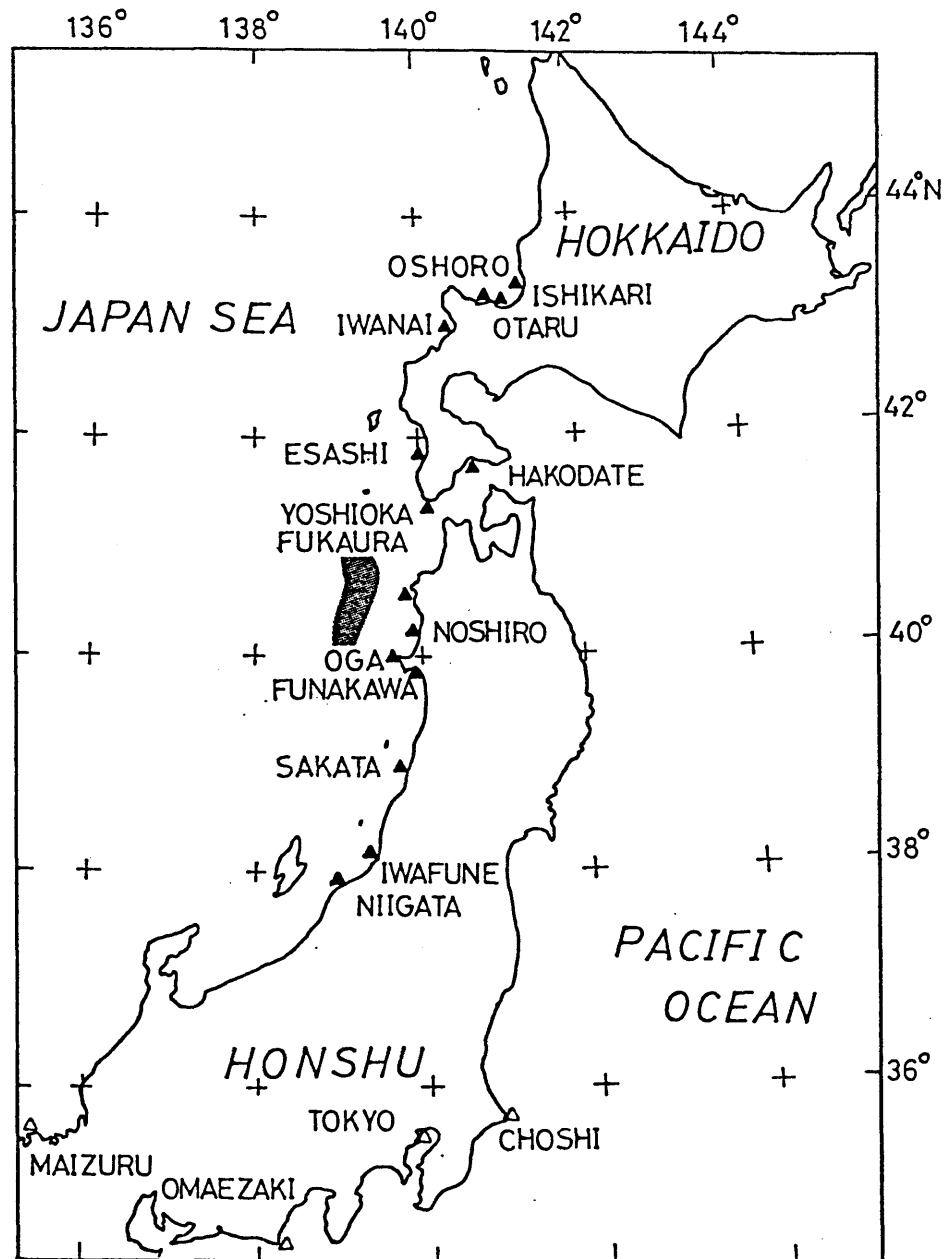 136° 138° 140° 142° 144°
44°N
HOKKAIDO
OSHORO
JAPAN SEA
ISHIKARI
IWANAI
OTARU
42°
ESASHI
HAKODATE
YOSHIOKA
FUKAURA
NOSHIRO
40°
OGA
FUNAKAWA
SAKATA
38°
IWAFUNE
NIIGATA
PACIFIC
OCEAN
HONSHU
36°
TOKYO
CHOSHI
MAIZURU
OMAEZAKI